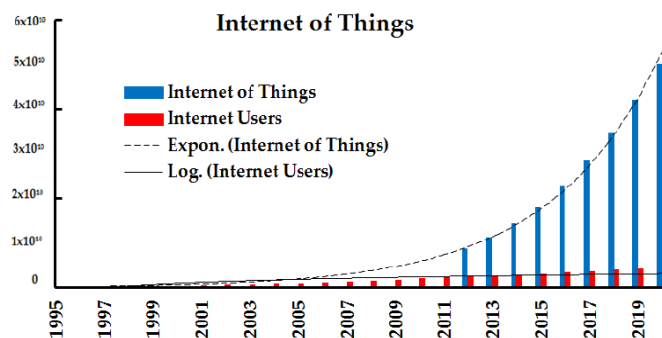 Internet of Things
6x10¹⁰
5x10¹⁰
4x10¹⁰
3x10¹⁰
2x10¹⁰
1x10¹⁰
0
Internet of Things
Internet Users
Expon. (Internet of Things)
Log. (Internet Users)
1995
1997
1999
2001
2003
2005
2007
2009
2011
2013
2015
2017
2019